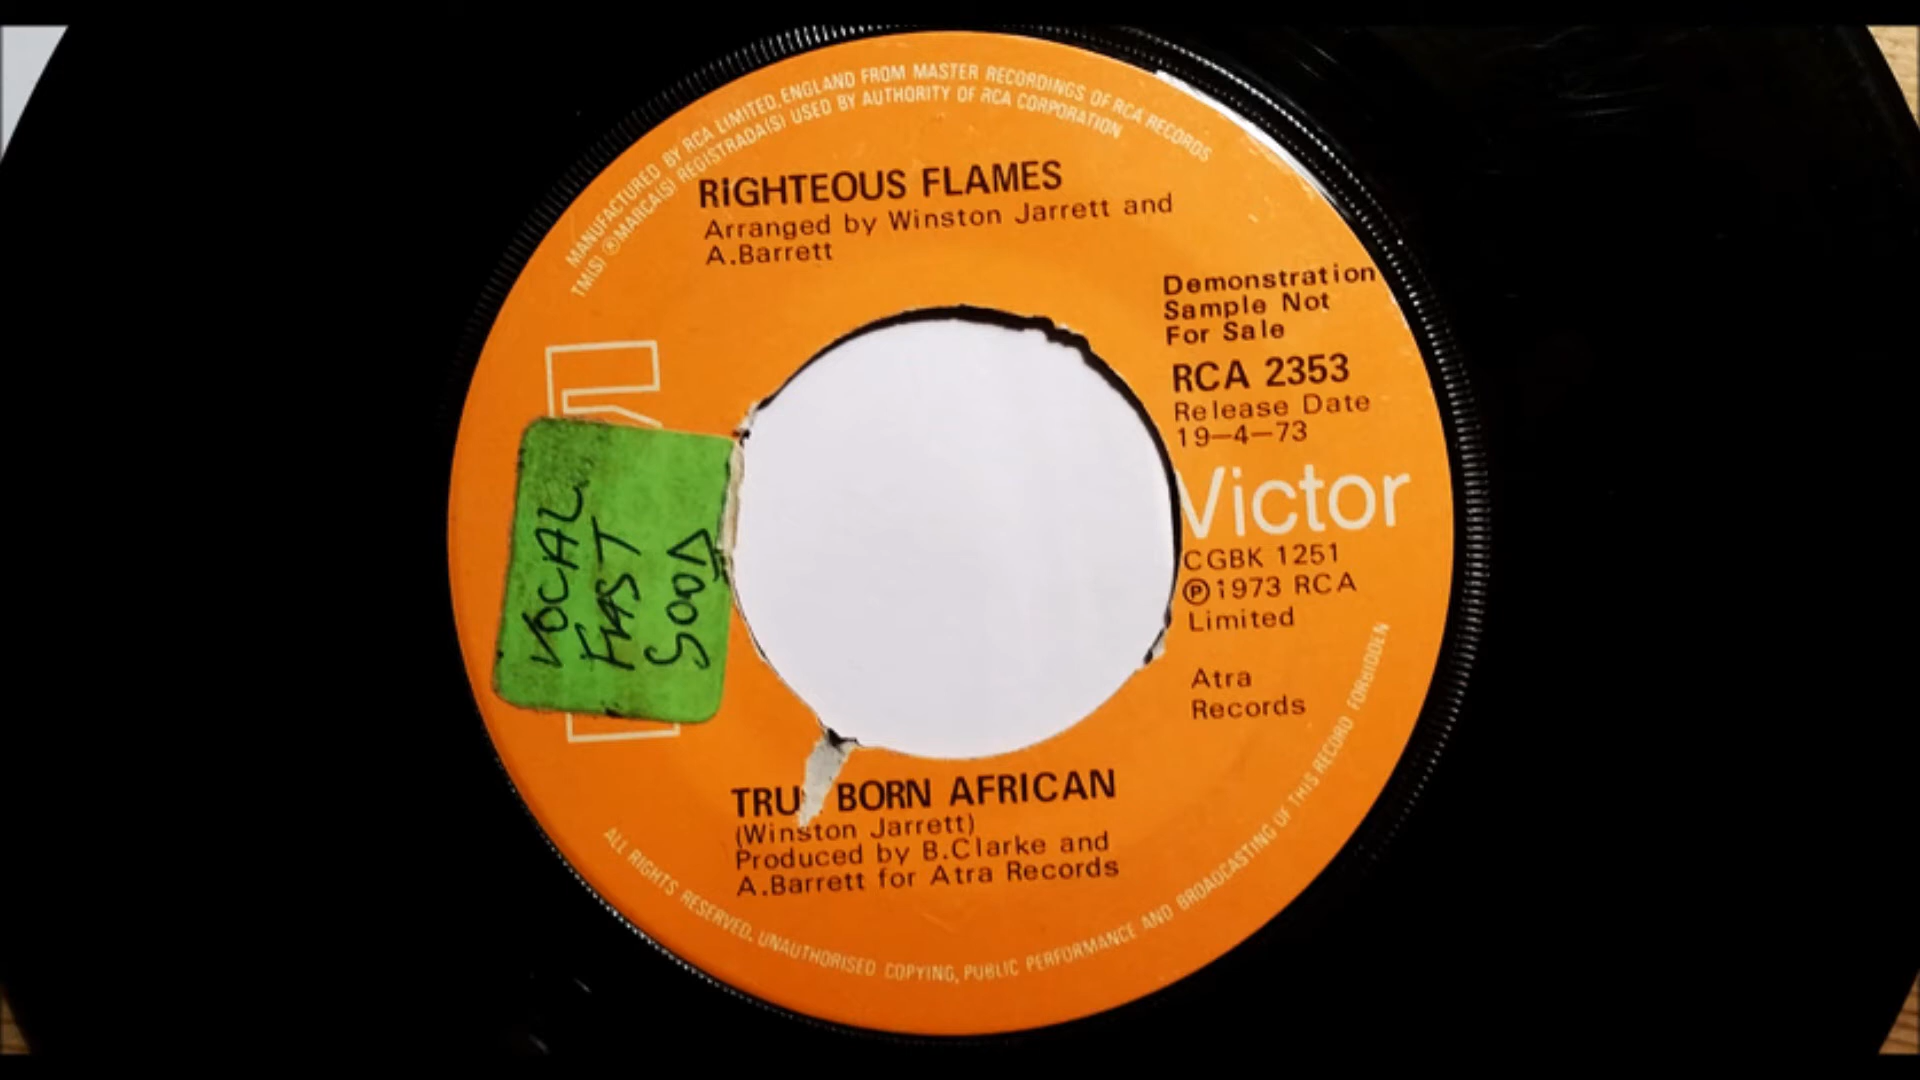 MANUFACTURED BY RCA LIMITED, ENGLAND FROM MASTER RECORDINGS OF RCA RECORDS
TM(S) ® MARCA(S) REGISTRADA(S) USED BY AUTHORITY OF RCA CORPORATION
RIGHTEOUS FLAMES
Arranged by Winston Jarrett and
A.Barrett
Demonstration
Sample Not
For Sale
RCA 2353
Release Date
19-4-73
Victor
CGBK 1251
Ⓟ1973 RCA
Limited
Atra
Records
VOCAL
FAST
GOOD
TRU BORN AFRICAN
(Winston Jarrett)
Produced by B.Clarke and
A.Barrett for Atra Records
ALL RIGHTS RESERVED. UNAUTHORISED COPYING, PUBLIC PERFORMANCE AND BROADCASTING OF THIS RECORD FORBIDDEN